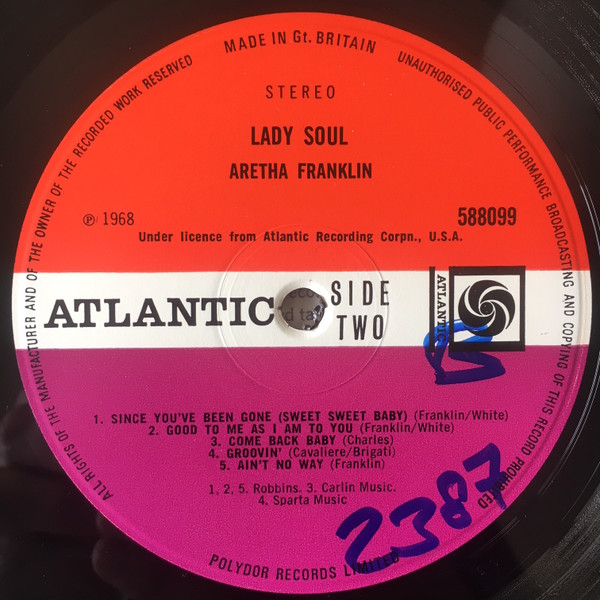 MADE IN Gt. BRITAIN
UNAUTHORISED PUBLIC PERFORMANCE BROADCASTING AND COPYING OF THIS RECORD PROHIBITED
ALL RIGHTS OF THE MANUFACTURER AND OF THE OWNER OF THE RECORDED WORK RESERVED
STEREO
LADY SOUL
ARETHA FRANKLIN
℗ 1968
588099
Under licence from Atlantic Recording Corpn., U.S.A.
ATLANTIC
SIDE
TWO
ATLANTIC
1. SINCE YOU'VE BEEN GONE (SWEET SWEET BABY) (Franklin/White)
2. GOOD TO ME AS I AM TO YOU (Franklin/White)
3. COME BACK BABY (Charles)
4. GROOVIN' (Cavaliere/Brigati)
5. AIN'T NO WAY (Franklin)
1, 2, 5. Robbins. 3. Carlin Music.
4. Sparta Music
2387
POLYDOR RECORDS LIMITED